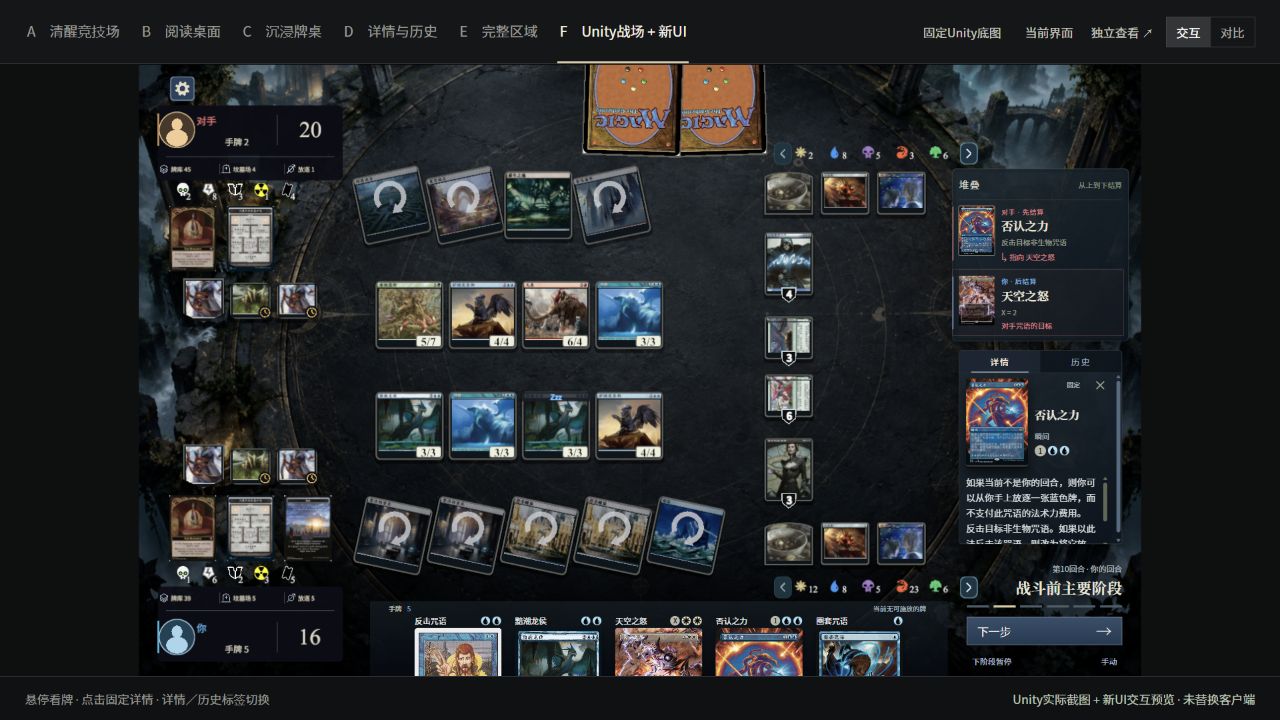 A 清醒竞技场 B 阅读桌面 C 沉浸牌桌 D 详情与历史 E 完整区域 F Unity战场 + 新UI 固定Unity底图 当前界面 独立查看 ↗ 交互 对比
对手
20
手牌 2
牌库 45 坟墓场 4 放逐 1
2 8 5 1 4
2 8 5 3 6
堆叠 从上到下结算
对手 · 先结算
否认之力
反击目标非生物咒语
↳ 指向 天空之怒
你 · 后结算
天空之怒
X = 2
对手咒语的目标
4
3
6
3
5/7 4/4 6/4 3/3
Zzz
3/3 3/3 3/3 4/4
详情 历史
固定 ×
否认之力
瞬间
1
如果当前不是你的回合，则你可
以从你手上放逐一张蓝色牌，而
不支付此咒语的法术力费用。
反击目标非生物咒语。如果以此
1 6 2 3 5
12 8 5 23 6
牌库 39 坟墓场 5 放逐 5
你
16
手牌 5
手牌 5 当前无可施放的牌
反击咒语 天空之怒 X 否认之力 1
第10回合 · 你的回合
战斗前主要阶段
下一步 →
下阶段暂停 手动
悬停看牌 · 点击固定详情 · 详情／历史标签切换 Unity实际截图 + 新UI交互预览 · 未替换客户端